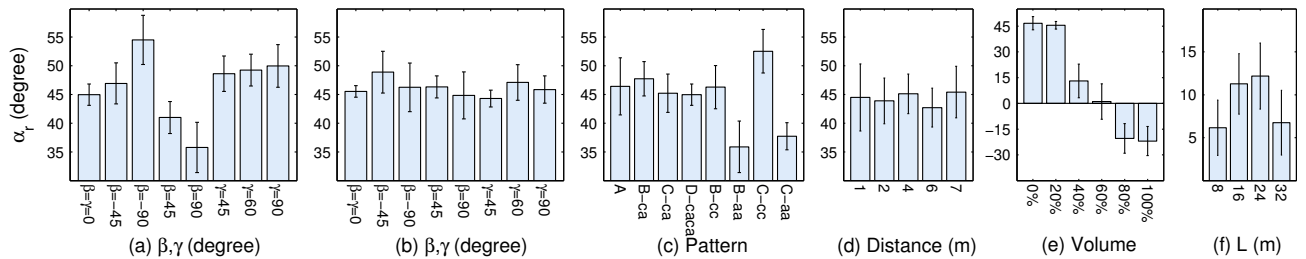 α_r (degree)
55
50
45
40
35
β=γ=0
β=−45
β=−90
β=45
β=90
γ=45
γ=60
γ=90
(a) β,γ (degree)
55
50
45
40
35
β=γ=0
β=−45
β=−90
β=45
β=90
γ=45
γ=60
γ=90
(b) β,γ (degree)
55
50
45
40
35
A
B−ca
C−ca
D−caca
B−cc
B−aa
C−cc
C−aa
(c) Pattern
55
50
45
40
35
1
2
4
6
7
(d) Distance (m)
45
30
15
0
−15
−30
0%
20%
40%
60%
80%
100%
(e) Volume
15
10
5
8
16
24
32
(f) L (m)